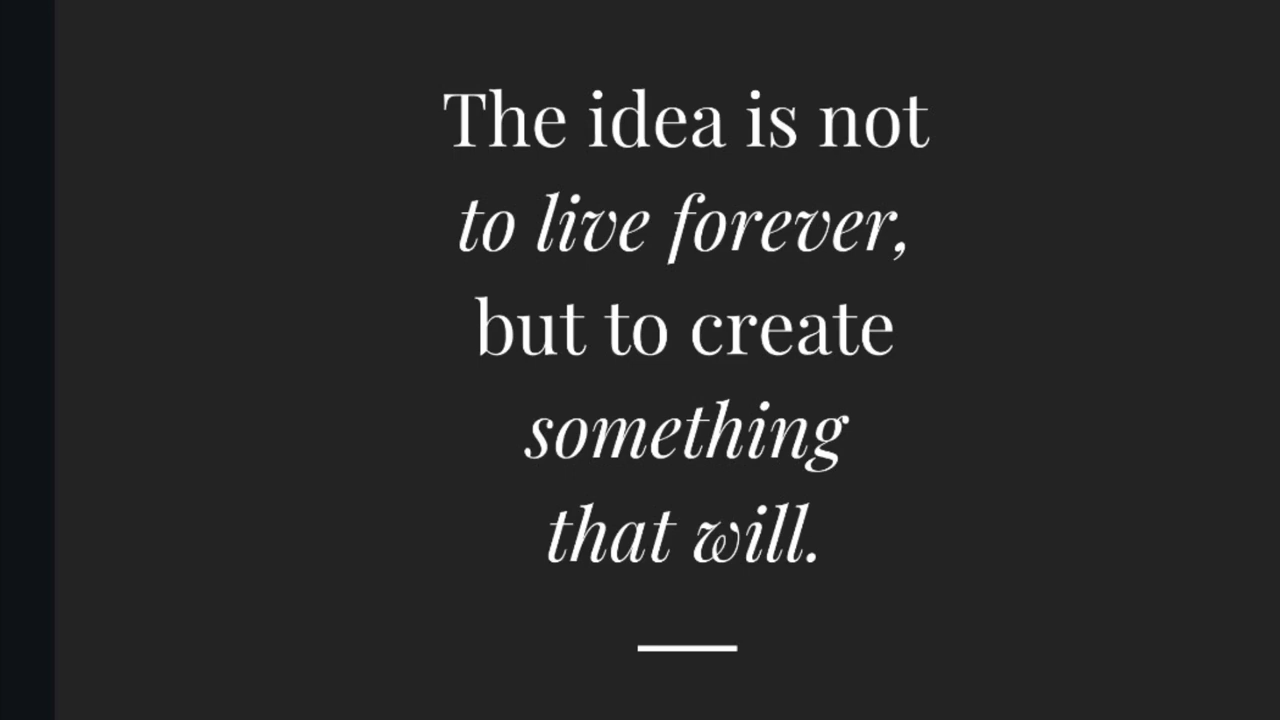 The idea is not
to live forever,
but to create
something
that will.